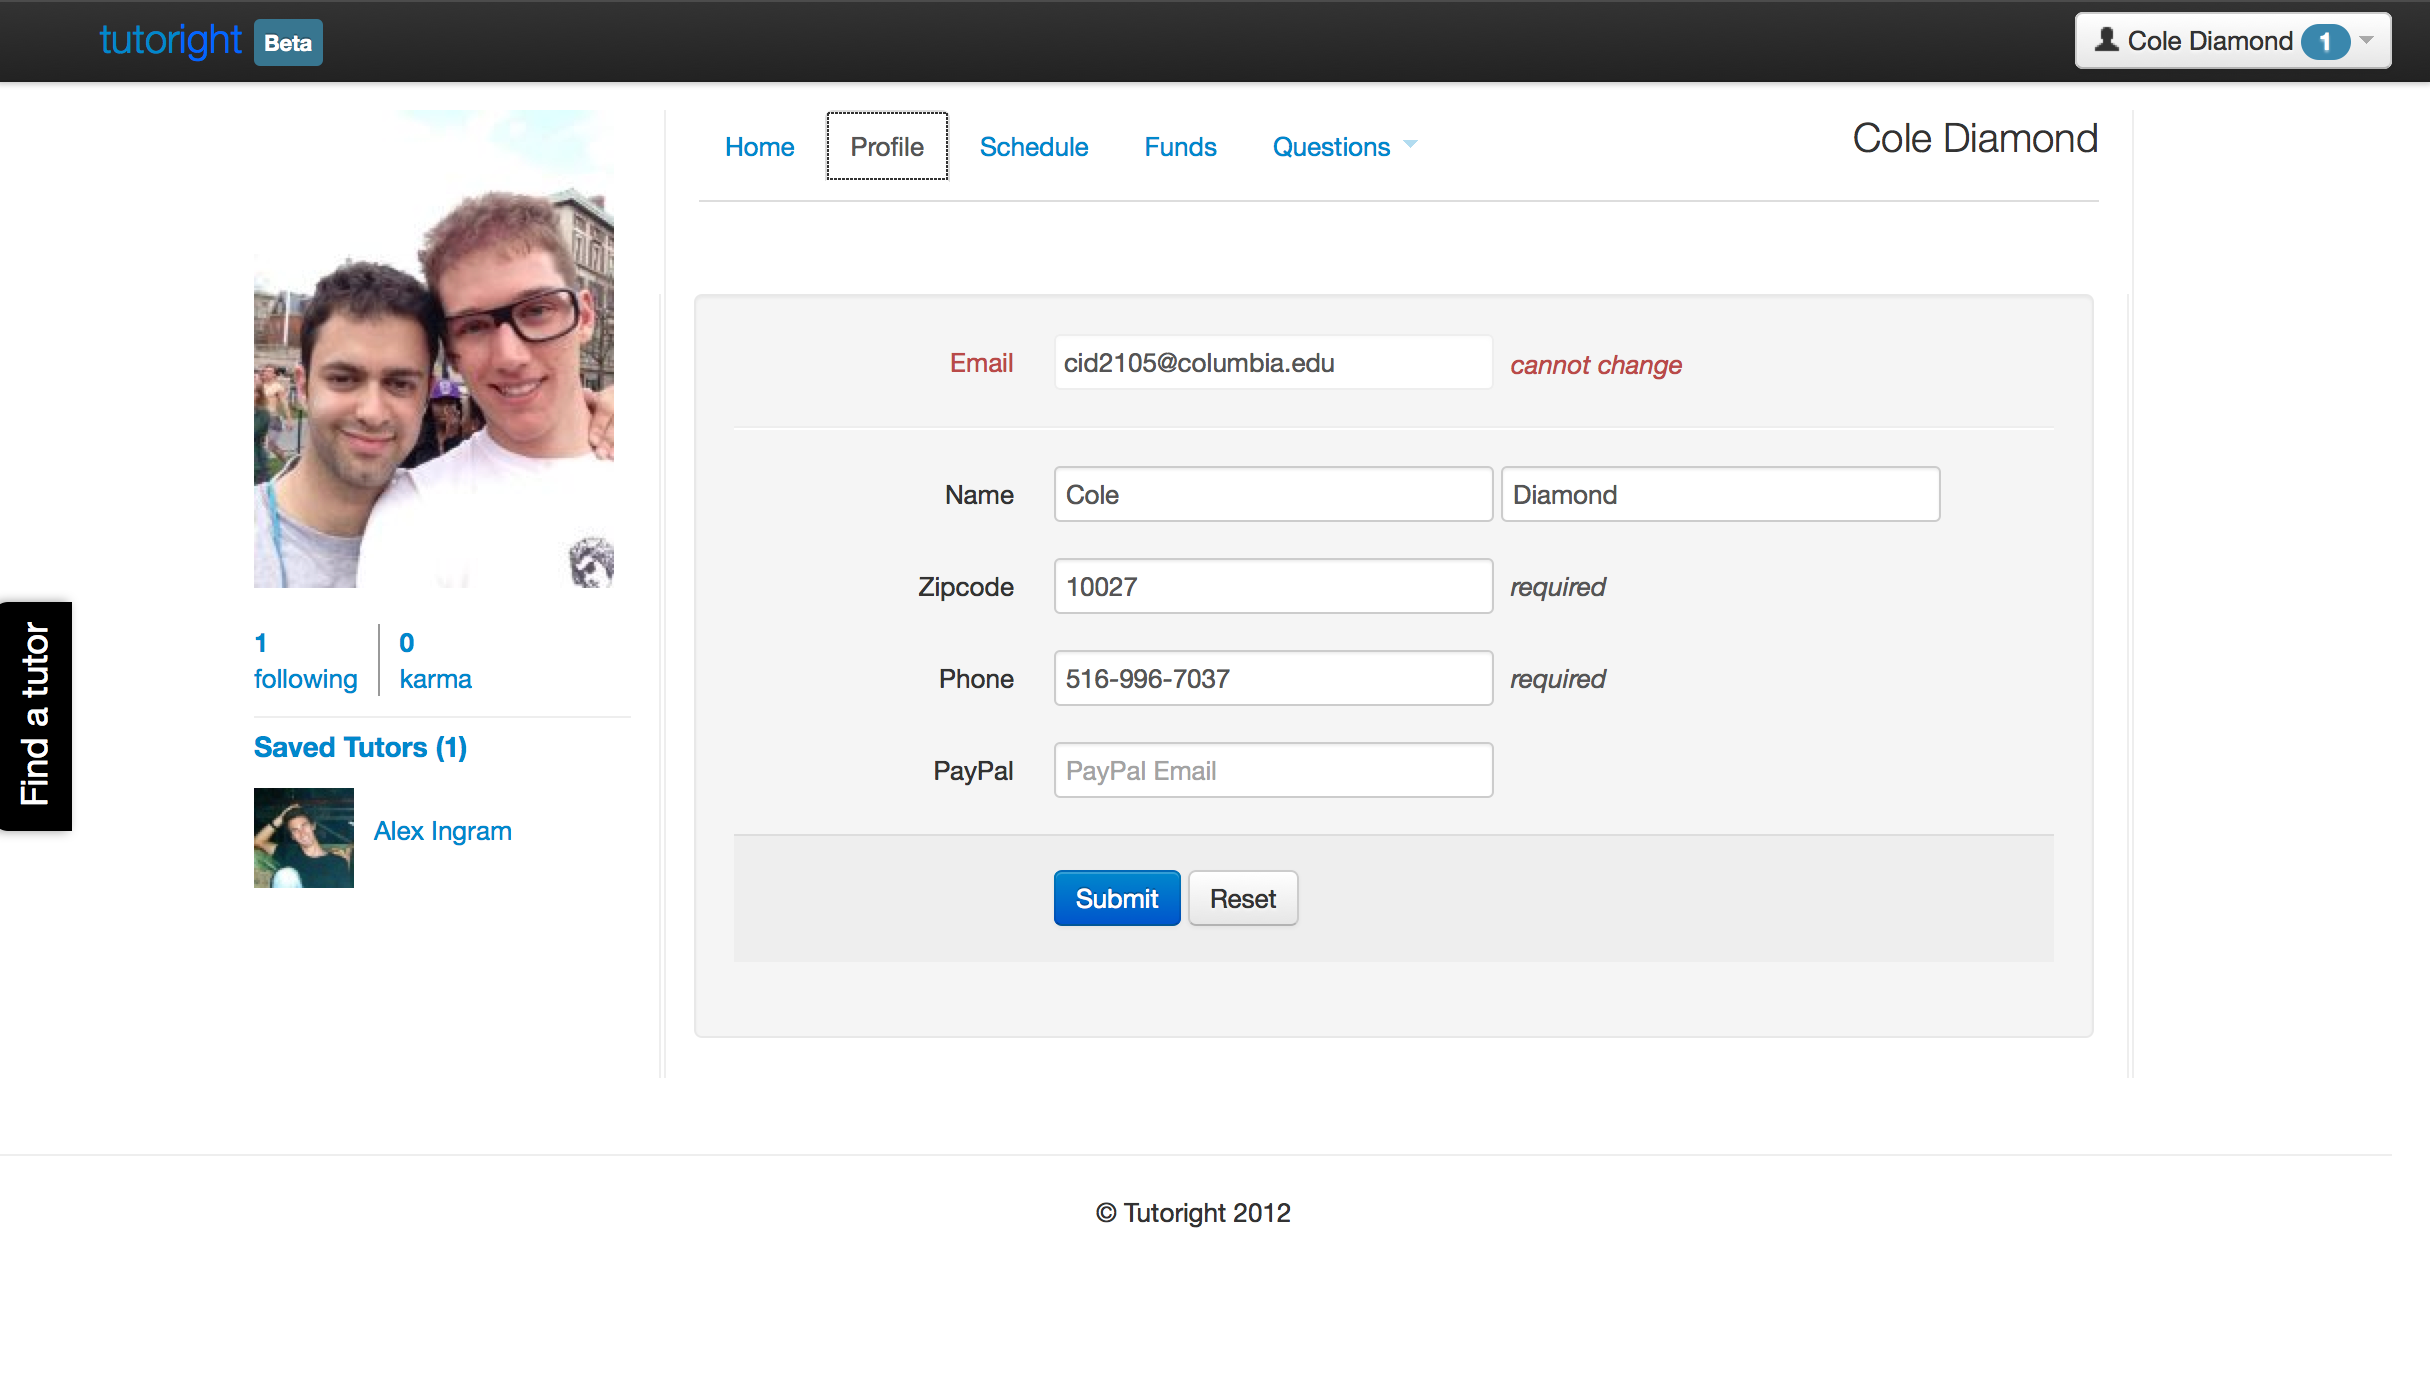 tutoright Beta
Cole Diamond 1
Home Profile Schedule Funds Questions
Cole Diamond
Email cid2105@columbia.edu cannot change
Name Cole Diamond
Zipcode 10027 required
Phone 516-996-7037 required
PayPal PayPal Email
Submit Reset
1 0
following karma
Saved Tutors (1)
Alex Ingram
Find a tutor
© Tutoright 2012